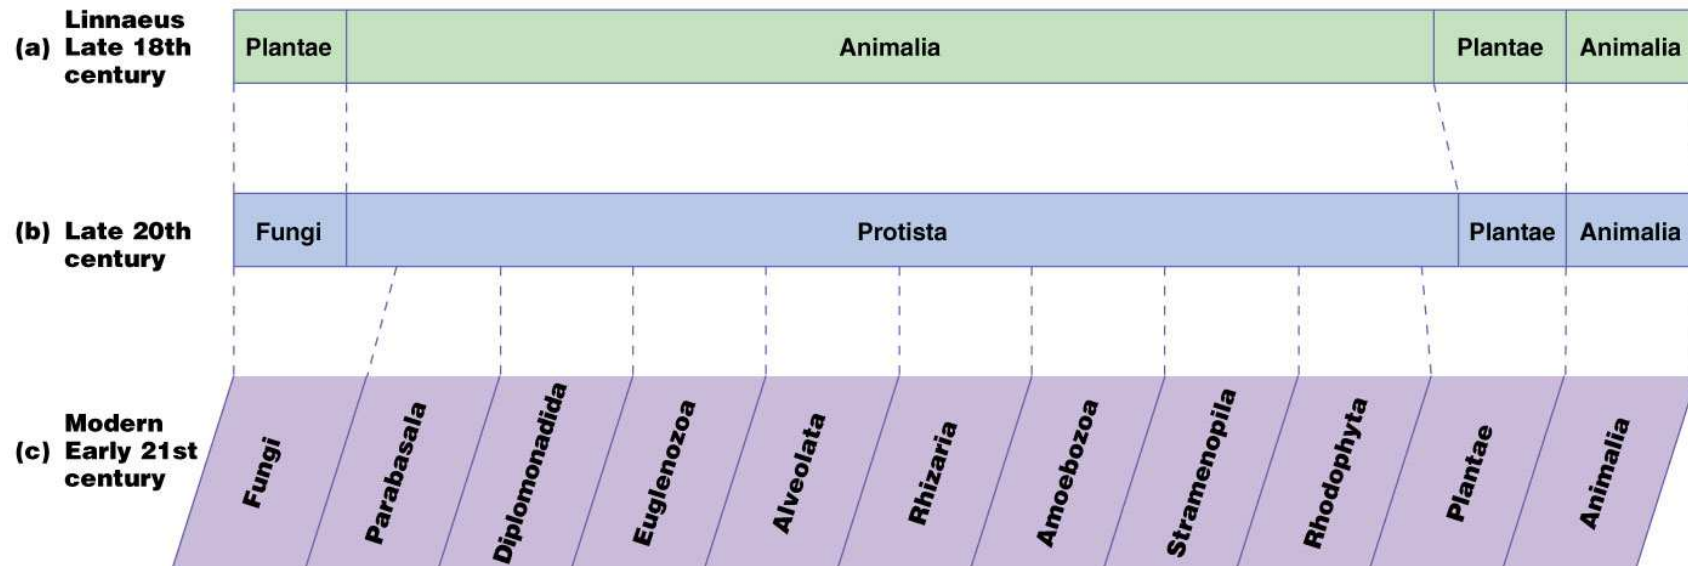 (a) Linnaeus
Late 18th
century
Plantae
Animalia
Plantae
Animalia
(b) Late 20th
century
Fungi
Protista
Plantae
Animalia
(c) Modern
Early 21st
century
Fungi
Parabasala
Diplomonadida
Euglenozoa
Alveolata
Rhizaria
Amoebozoa
Stramenopila
Rhodophyta
Plantae
Animalia